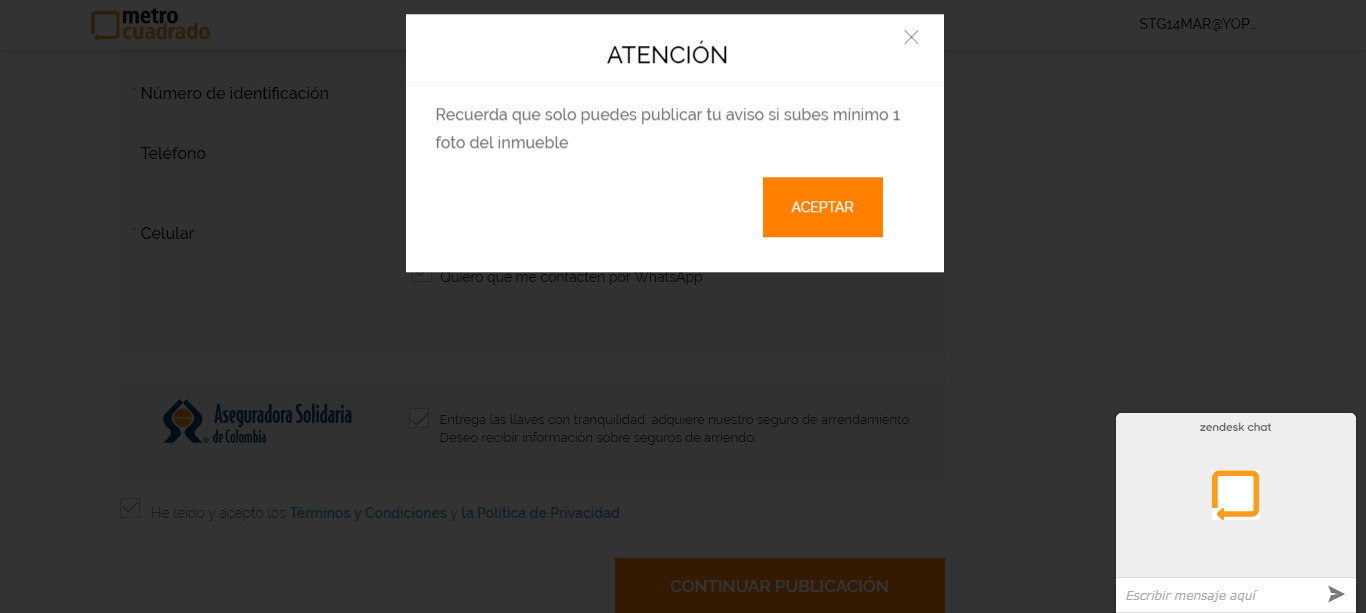 metro
cuadrado
STG14MAR@YOP...
ATENCIÓN
Recuerda que solo puedes publicar tu aviso si subes mínimo 1
foto del inmueble
ACEPTAR
* Número de identificación
Teléfono
* Celular
Quiero que me contacten por WhatsApp
Aseguradora Solidaria
de Colombia
Entrega las llaves con tranquilidad, adquiere nuestro seguro de arrendamiento.
Deseo recibir información sobre seguros de arriendo.
He leido y acepto los Términos y Condiciones y la Política de Privacidad
CONTINUAR PUBLICACIÓN
zendesk chat
Escribir mensaje aquí